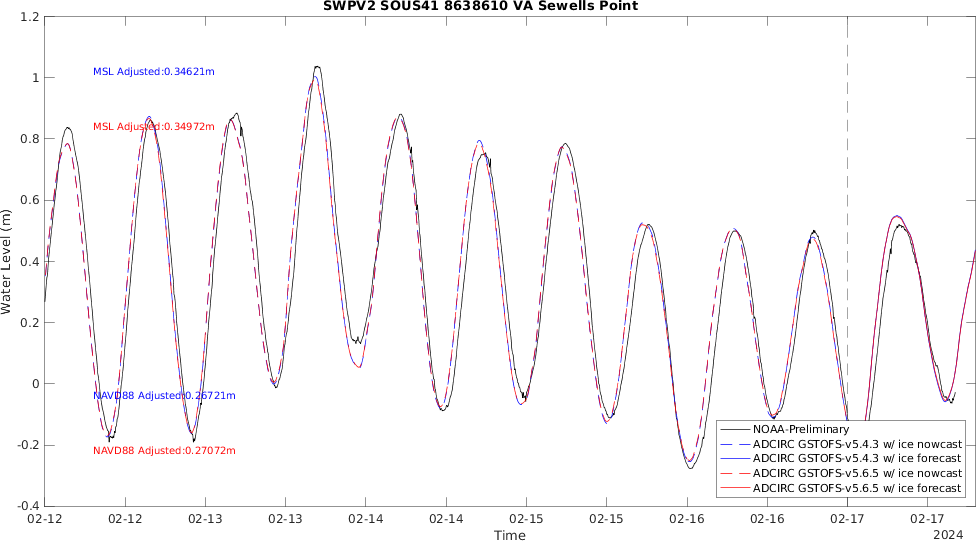 SWPV2 SOUS41 8638610 VA Sewells Point
1.2
1
0.8
0.6
0.4
0.2
0
-0.2
-0.4
Water Level (m)
MSL Adjusted:0.34621m
MSL Adjusted:0.34972m
NAVD88 Adjusted:0.26721m
NAVD88 Adjusted:0.27072m
NOAA-Preliminary
ADCIRC GSTOFS-v5.4.3 w/ ice nowcast
ADCIRC GSTOFS-v5.4.3 w/ ice forecast
ADCIRC GSTOFS-v5.6.5 w/ ice nowcast
ADCIRC GSTOFS-v5.6.5 w/ ice forecast
02-12 02-12 02-13 02-13 02-14 02-14 02-15 02-15 02-16 02-16 02-17 02-17
Time
2024